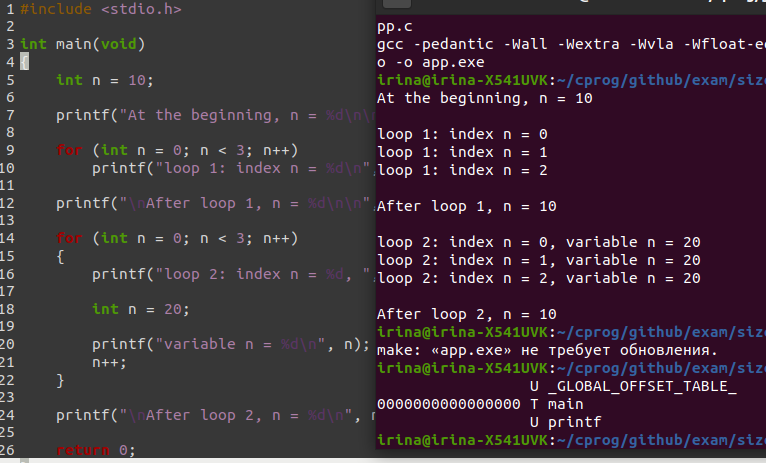 1 #include <stdio.h>
2
3 int main(void)
4 {
5 int n = 10;
6
7 printf("At the beginning, n = %d\n\n
8
9 for (int n = 0; n < 3; n++)
10 printf("loop 1: index n = %d\n",
11
12 printf("\nAfter loop 1, n = %d\n\n",
13
14 for (int n = 0; n < 3; n++)
15 {
16 printf("loop 2: index n = %d, ",
17
18 int n = 20;
19
20 printf("variable n = %d\n", n);
21 n++;
22 }
23
24 printf("\nAfter loop 2, n = %d\n", n
25
26 return 0;
pp.c
gcc -pedantic -Wall -Wextra -Wvla -Wfloat-eq
o -o app.exe
irina@irina-X541UVK:~/cprog/github/exam/size
At the beginning, n = 10
loop 1: index n = 0
loop 1: index n = 1
loop 1: index n = 2
After loop 1, n = 10
loop 2: index n = 0, variable n = 20
loop 2: index n = 1, variable n = 20
loop 2: index n = 2, variable n = 20
After loop 2, n = 10
irina@irina-X541UVK:~/cprog/github/exam/size
make: «app.exe» не требует обновления.
irina@irina-X541UVK:~/cprog/github/exam/size
U _GLOBAL_OFFSET_TABLE_
0000000000000000 T main
U printf
irina@irina-X541UVK:~/cprog/github/exam/size